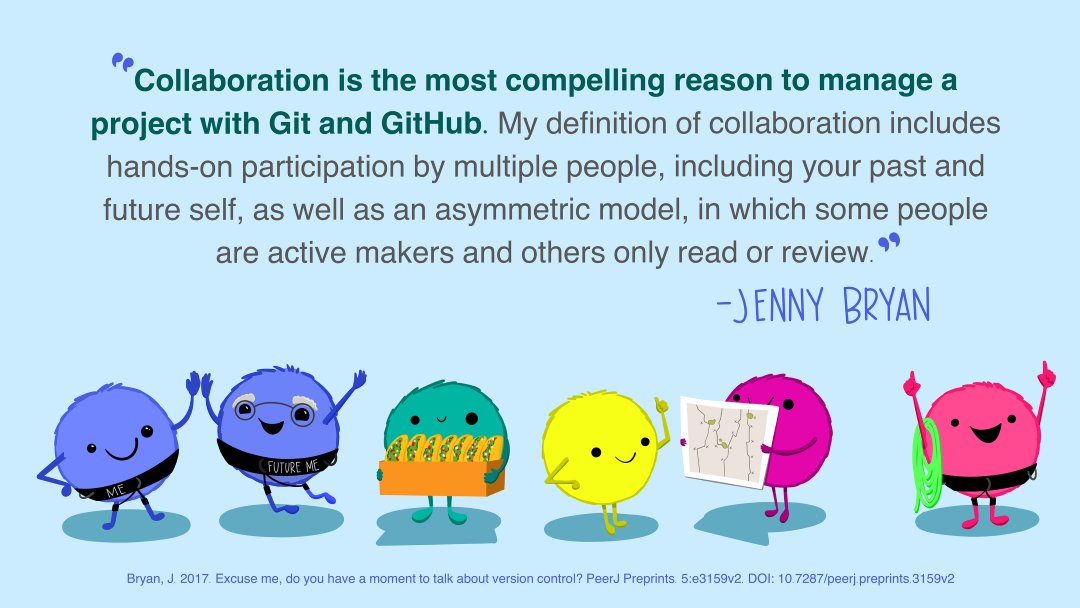 ”Collaboration is the most compelling reason to manage a
project with Git and GitHub. My definition of collaboration includes
hands-on participation by multiple people, including your past and
future self, as well as an asymmetric model, in which some people
are active makers and others only read or review.”
-JENNY BRYAN
ME
FUTURE ME
Bryan, J. 2017. Excuse me, do you have a moment to talk about version control? PeerJ Preprints. 5:e3159v2. DOI: 10.7287/peerj.preprints.3159v2